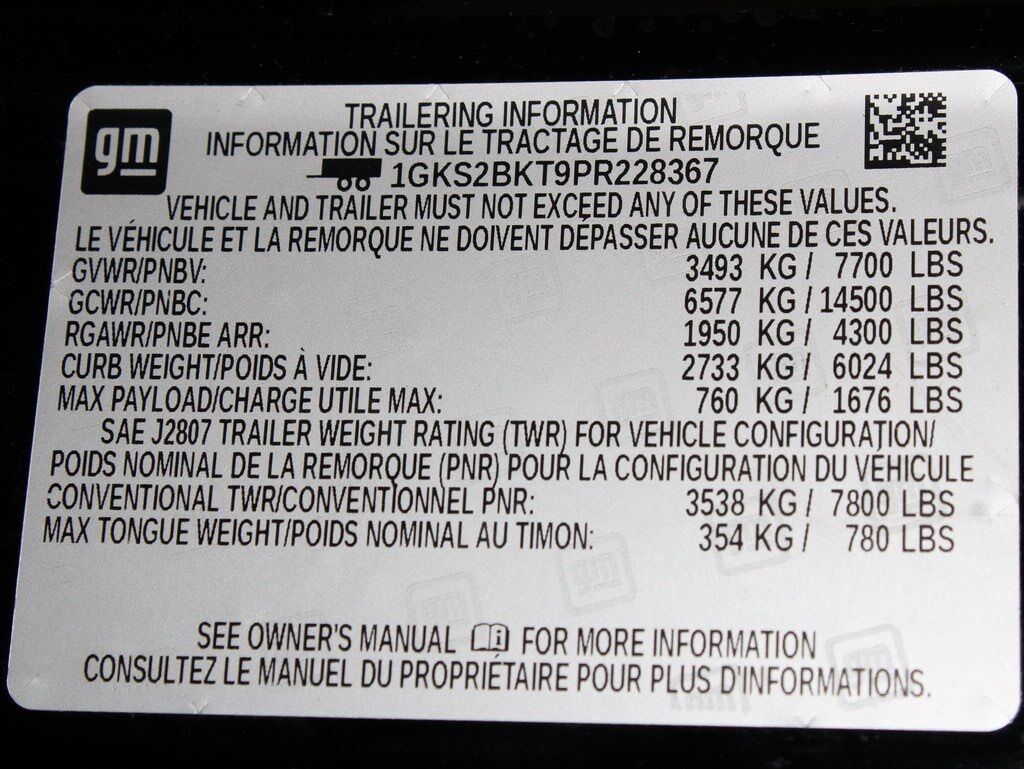 gm
TRAILERING INFORMATION
INFORMATION SUR LE TRACTAGE DE REMORQUE
1GKS2BKT9PR228367
VEHICLE AND TRAILER MUST NOT EXCEED ANY OF THESE VALUES.
LE VÉHICULE ET LA REMORQUE NE DOIVENT DÉPASSER AUCUNE DE CES VALEURS.
GVWR/PNBV: 3493 KG / 7700 LBS
GCWR/PNBC: 6577 KG / 14500 LBS
RGAWR/PNBE ARR: 1950 KG / 4300 LBS
CURB WEIGHT/POIDS À VIDE: 2733 KG / 6024 LBS
MAX PAYLOAD/CHARGE UTILE MAX: 760 KG / 1676 LBS
SAE J2807 TRAILER WEIGHT RATING (TWR) FOR VEHICLE CONFIGURATION/
POIDS NOMINAL DE LA REMORQUE (PNR) POUR LA CONFIGURATION DU VÉHICULE
CONVENTIONAL TWR/CONVENTIONNEL PNR: 3538 KG / 7800 LBS
MAX TONGUE WEIGHT/POIDS NOMINAL AU TIMON: 354 KG / 780 LBS
SEE OWNER'S MANUAL FOR MORE INFORMATION
CONSULTEZ LE MANUEL DU PROPRIÉTAIRE POUR PLUS D'INFORMATIONS.